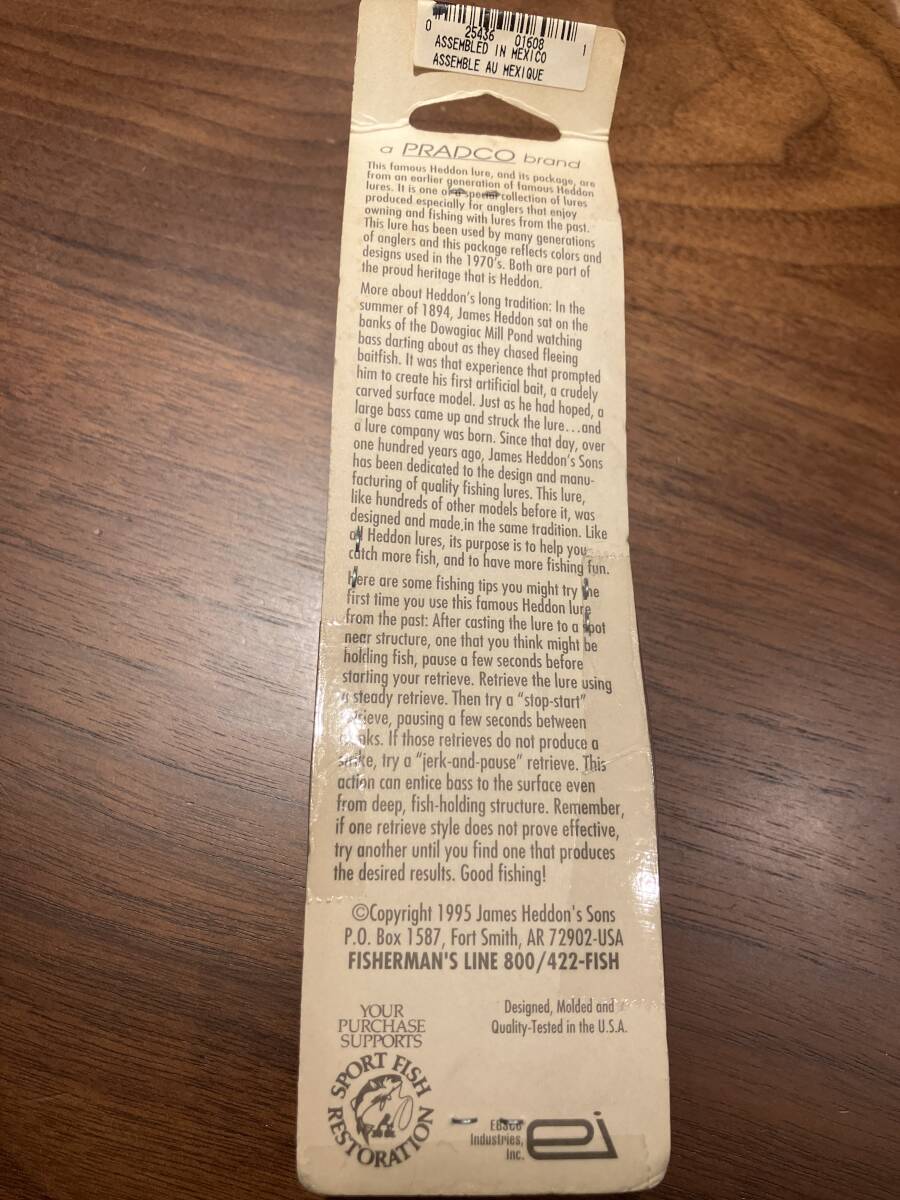 0 25436 01608 1
ASSEMBLED IN MEXICO
ASSEMBLE AU MEXIQUE
a PRADCO brand
This famous Heddon lure, and its package, are
from an earlier generation of famous Heddon
lures. It is one of a special collection of lures
produced especially for anglers that enjoy
owning and fishing with lures from the past.
This lure has been used by many generations
of anglers and this package reflects colors and
designs used in the 1970's. Both are part of
the proud heritage that is Heddon.
More about Heddon's long tradition: In the
summer of 1894, James Heddon sat on the
banks of the Dowagiac Mill Pond watching
bass darting about as they chased fleeing
baitfish. It was that experience that prompted
him to create his first artificial bait, a crudely
carved surface model. Just as he had hoped, a
large bass came up and struck the lure...and
a lure company was born. Since that day, over
one hundred years ago, James Heddon's Sons
has been dedicated to the design and manu-
facturing of quality fishing lures. This lure,
like hundreds of other models before it, was
designed and made in the same tradition. Like
all Heddon lures, its purpose is to help you
catch more fish, and to have more fishing fun.
Here are some fishing tips you might try the
first time you use this famous Heddon lure
from the past: After casting the lure to a spot
near structure, one that you think might be
holding fish, pause a few seconds before
starting your retrieve. Retrieve the lure using
a steady retrieve. Then try a "stop-start"
retrieve, pausing a few seconds between
If those retrieves do not produce a
strike, try a "jerk-and-pause" retrieve. This
action can entice bass to the surface even
from deep, fish-holding structure. Remember,
if one retrieve style does not prove effective,
try another until you find one that produces
the desired results. Good fishing!
©Copyright 1995 James Heddon's Sons
P.O. Box 1587, Fort Smith, AR 72902-USA
FISHERMAN'S LINE 800/422-FISH
YOUR
PURCHASE
SUPPORTS
SPORT FISH
RESTORATION
Designed, Molded and
Quality-Tested in the U.S.A.
EBSCO
Industries,
Inc.
ei